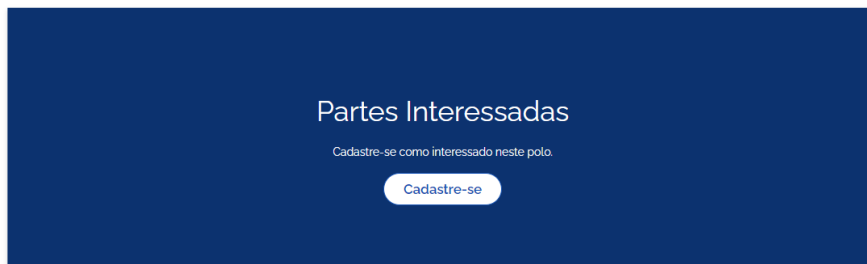 Partes Interessadas
Cadastre-se como interessado neste polo.
Cadastre-se